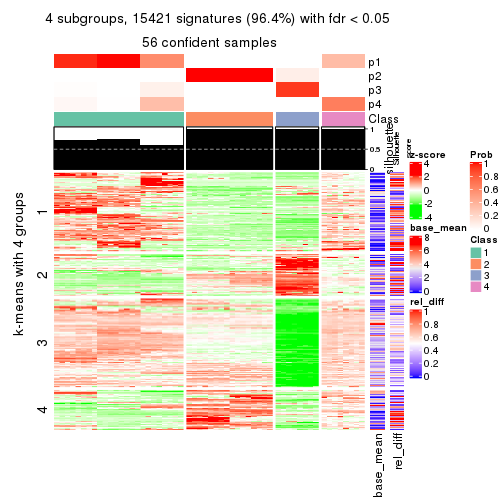 4 subgroups, 15421 signatures (96.4%) with fdr < 0.05
56 confident samples
p1
p2
p3
p4
Class
1
0.5
0
silhouette
Silhouette
score
k-means with 4 groups
1
2
3
4
base_mean
rel_diff
z-score
4
2
0
-2
-4
base_mean
8
6
4
2
0
rel_diff
1
0.8
0.6
0.4
0.2
0
Prob
1
0.8
0.6
0.4
0.2
0
Class
1
2
3
4